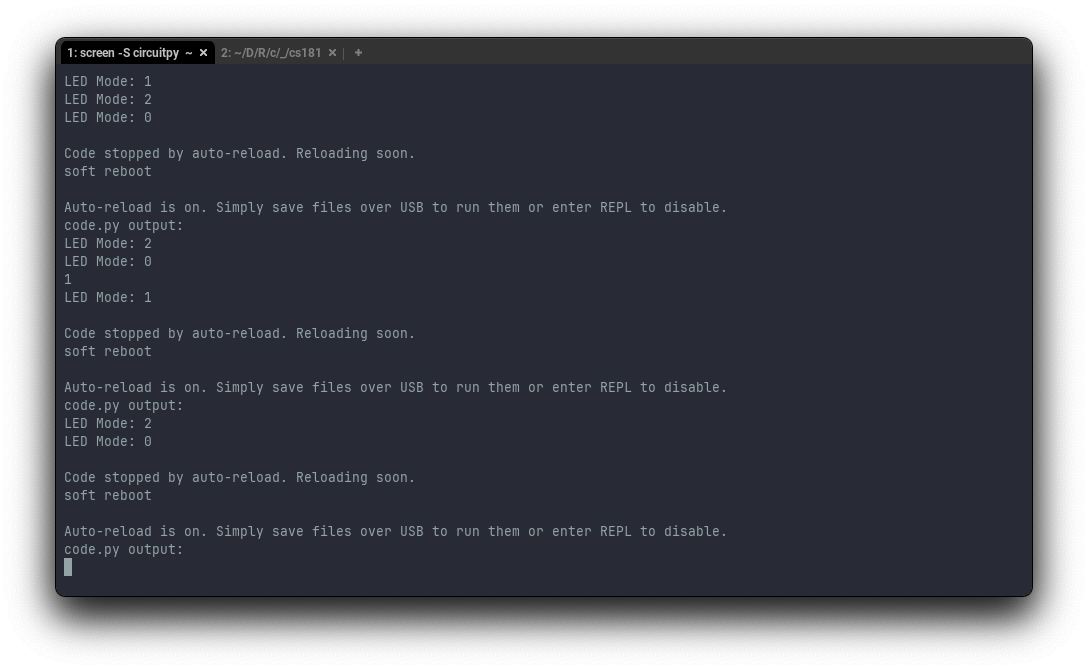 1: screen -S circuitpy ~ × 2: ~/D/R/c/_/cs181 × | +
LED Mode: 1
LED Mode: 2
LED Mode: 0
Code stopped by auto-reload. Reloading soon.
soft reboot
Auto-reload is on. Simply save files over USB to run them or enter REPL to disable.
code.py output:
LED Mode: 2
LED Mode: 0
1
LED Mode: 1
Code stopped by auto-reload. Reloading soon.
soft reboot
Auto-reload is on. Simply save files over USB to run them or enter REPL to disable.
code.py output:
LED Mode: 2
LED Mode: 0
Code stopped by auto-reload. Reloading soon.
soft reboot
Auto-reload is on. Simply save files over USB to run them or enter REPL to disable.
code.py output: